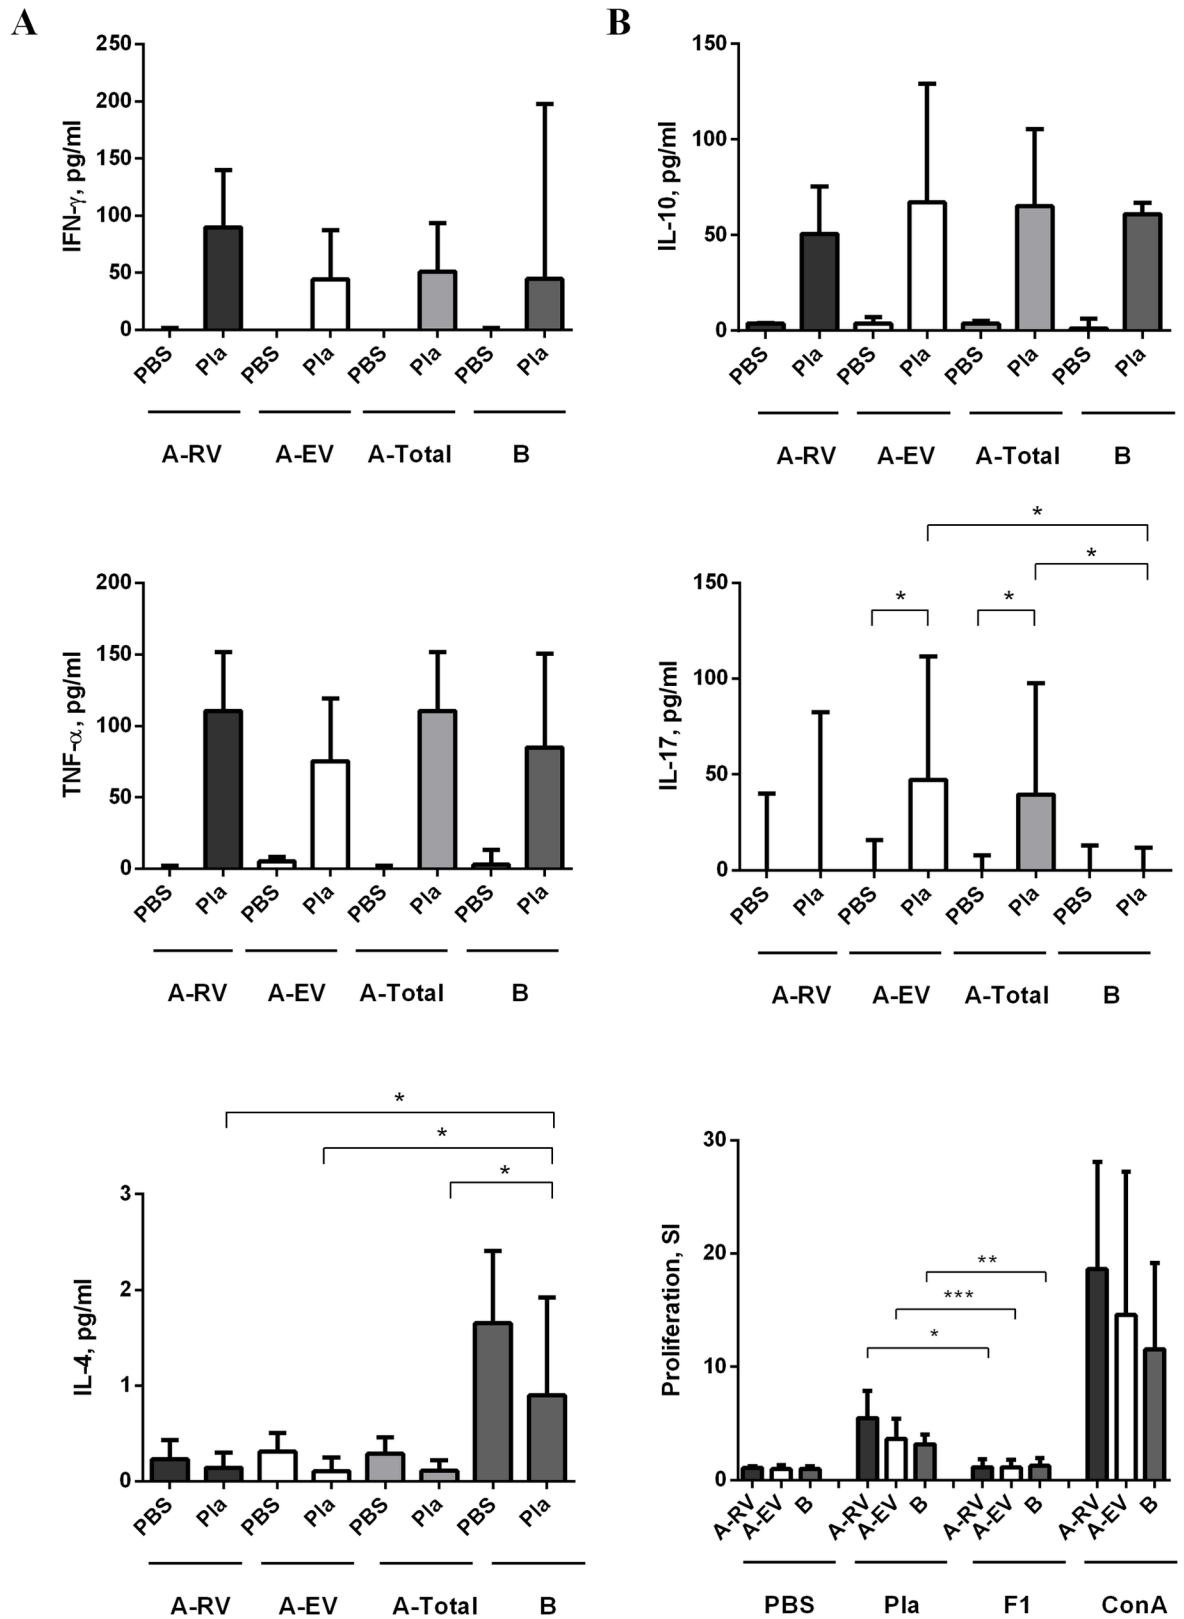 A
IFN-γ, pg/ml
250
200
150
100
50
0
PBS Pla PBS Pla PBS Pla PBS Pla
A-RV A-EV A-Total B
B
IL-10, pg/ml
150
100
50
0
PBS Pla PBS Pla PBS Pla PBS Pla
A-RV A-EV A-Total B
TNF-α, pg/ml
200
150
100
50
0
PBS Pla PBS Pla PBS Pla PBS Pla
A-RV A-EV A-Total B
*
*
* *
IL-17, pg/ml
150
100
50
0
PBS Pla PBS Pla PBS Pla PBS Pla
A-RV A-EV A-Total B
*
*
*
IL-4, pg/ml
3
2
1
0
PBS Pla PBS Pla PBS Pla PBS Pla
A-RV A-EV A-Total B
Proliferation, SI
30
20
10
0
**
***
*
A-RV A-EV B A-RV A-EV B A-RV A-EV B A-RV A-EV B
PBS Pla F1 ConA